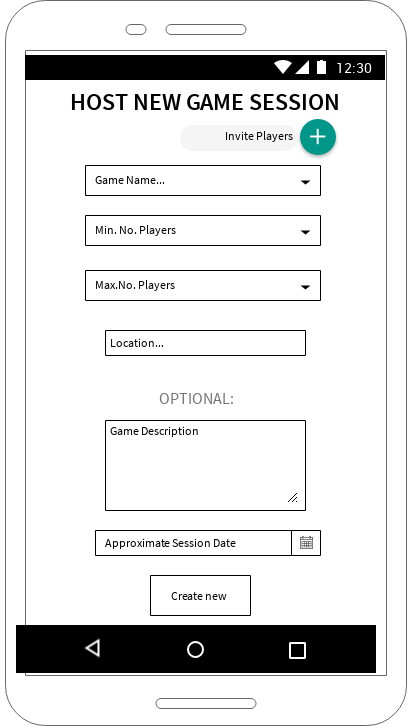 12:30
HOST NEW GAME SESSION
Invite Players
Game Name...
Min. No. Players
Max.No. Players
Location...
OPTIONAL:
Game Description
Approximate Session Date
Create new